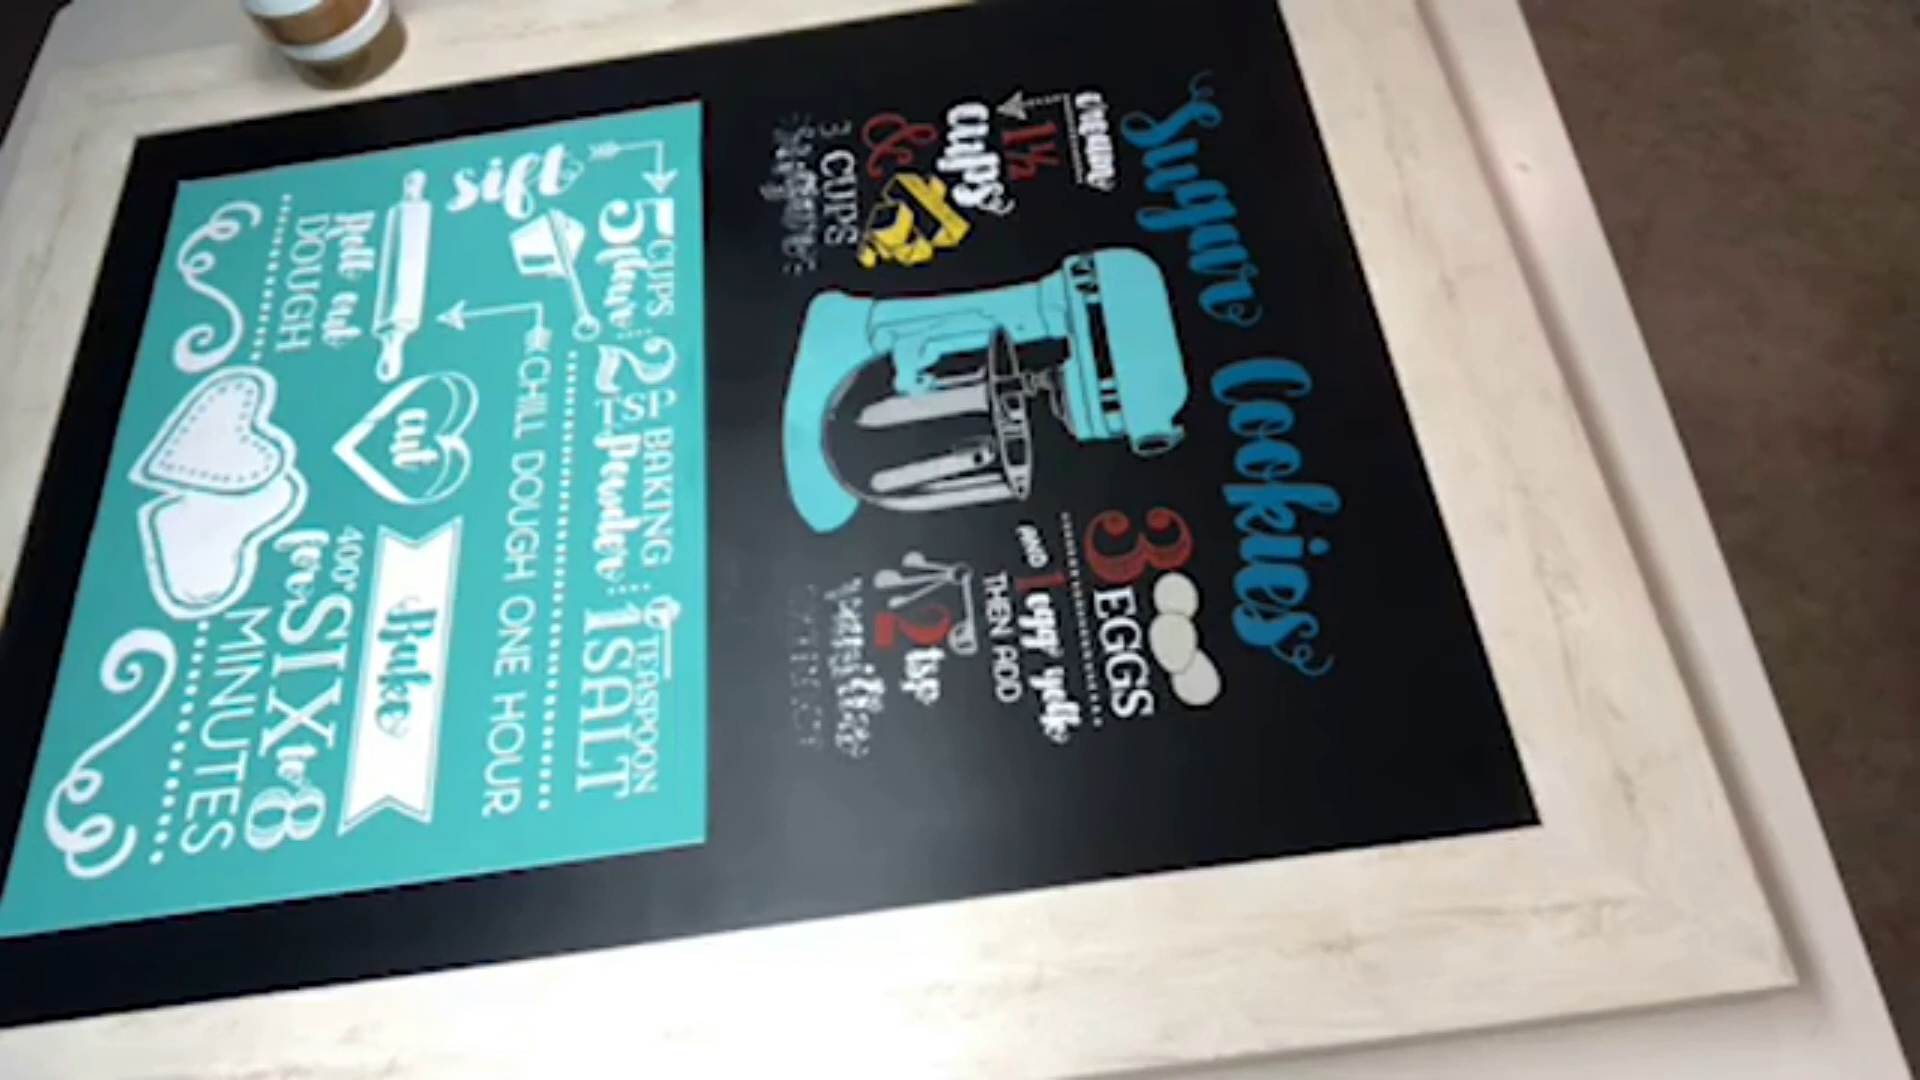 Sugar Cookies
cream
1½
cups
&
3 CUPS
3 EGGS
AND 1 egg yolk
THEN ADD
2 tsp
sift
5 CUPS flour
2 TSP BAKING Powder
1 TEASPOON SALT
CHILL DOUGH ONE HOUR
Roll out
DOUGH
cut
Bake
400°
for SIX to 8
MINUTES